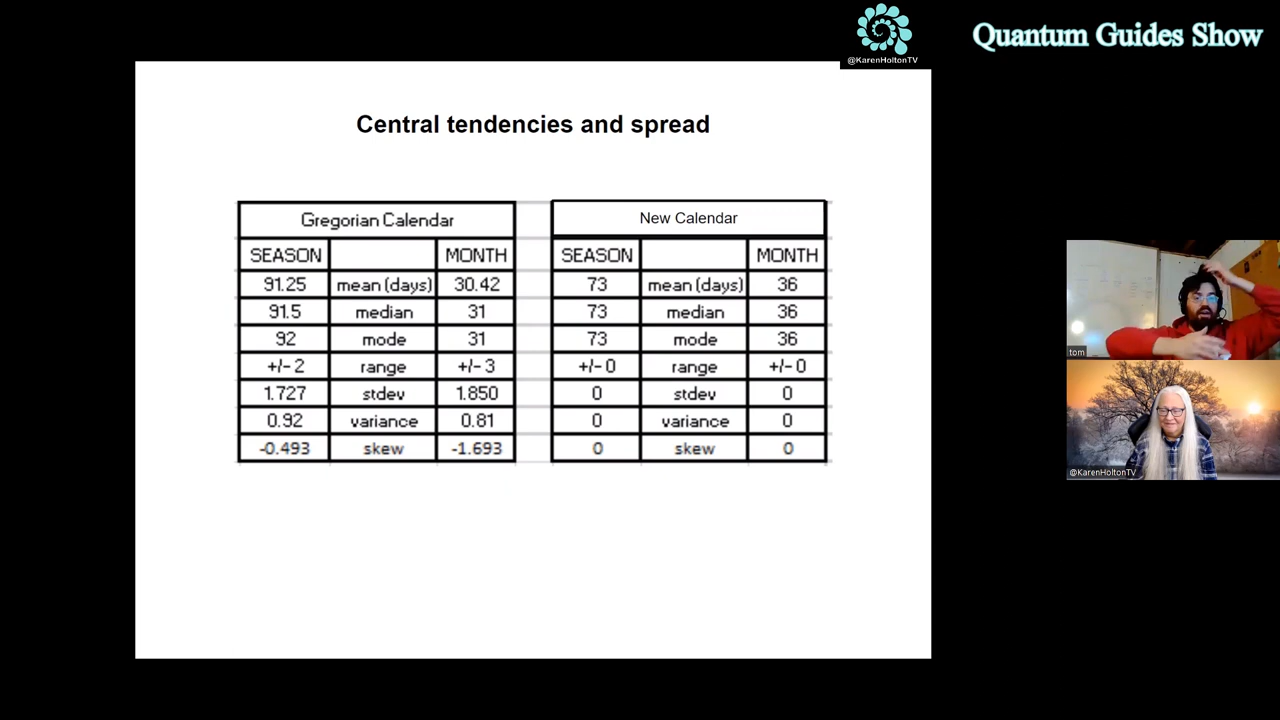 @KarenHoltonTV
Quantum Guides Show
Central tendencies and spread
Gregorian Calendar
SEASON MONTH
91.25 mean (days) 30.42
91.5 median 31
92 mode 31
+/- 2 range +/- 3
1.727 stdev 1.850
0.92 variance 0.81
-0.493 skew -1.693
New Calendar
SEASON MONTH
73 mean (days) 36
73 median 36
73 mode 36
+/- 0 range +/- 0
0 stdev 0
0 variance 0
0 skew 0
tom
@KarenHoltonTV